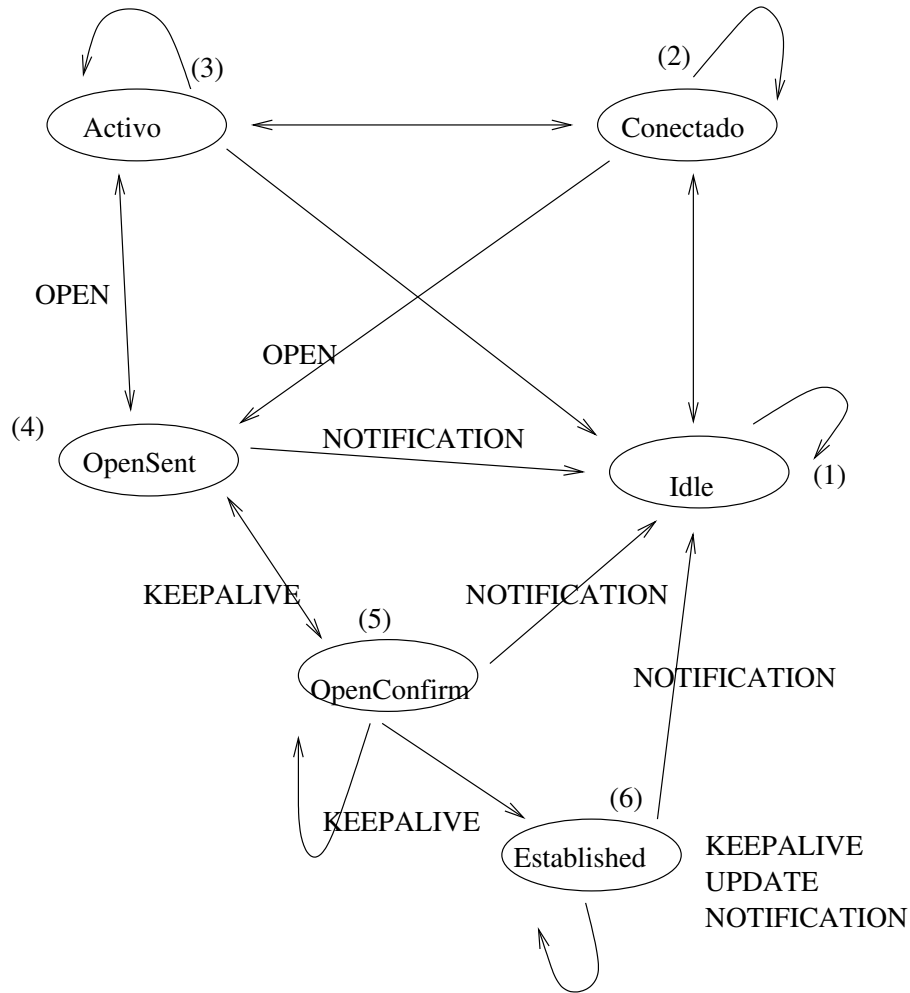 (3)
(2)
Activo
Conectado
OPEN
OPEN
(4)
NOTIFICATION
OpenSent
Idle
(1)
KEEPALIVE
NOTIFICATION
(5)
OpenConfirm
NOTIFICATION
(6)
KEEPALIVE
Established
KEEPALIVE
UPDATE
NOTIFICATION